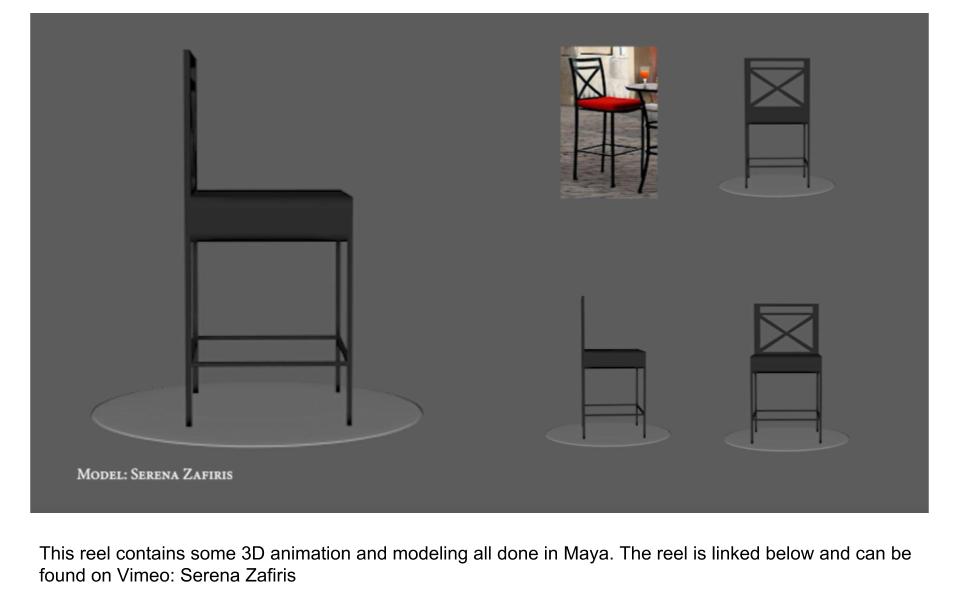 Model: Serena Zafiris
This reel contains some 3D animation and modeling all done in Maya. The reel is linked below and can be
found on Vimeo: Serena Zafiris